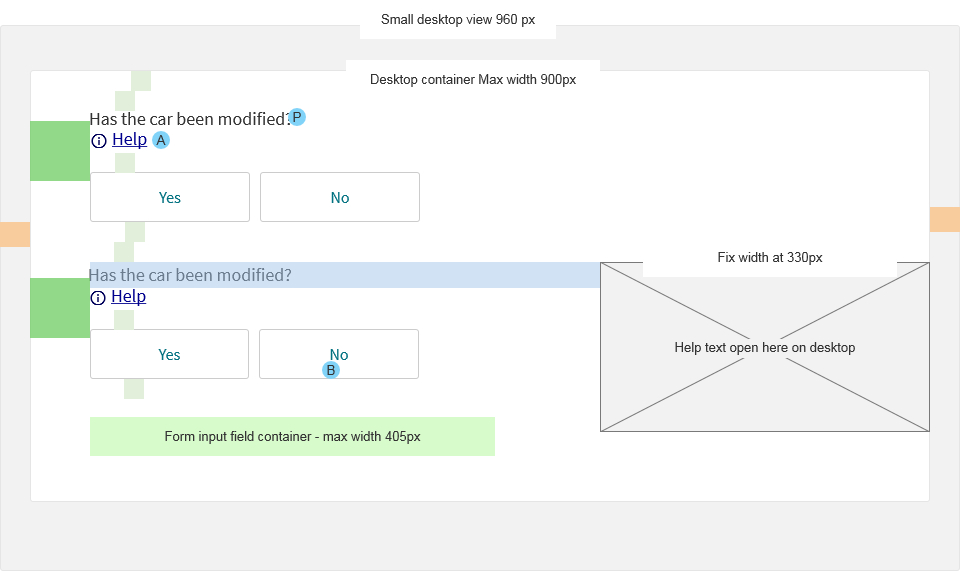 Small desktop view 960 px
Desktop container Max width 900px
Has the car been modified? P
Help A
Yes No
Has the car been modified?
Fix width at 330px
Help
Yes No
B
Help text open here on desktop
Form input field container - max width 405px